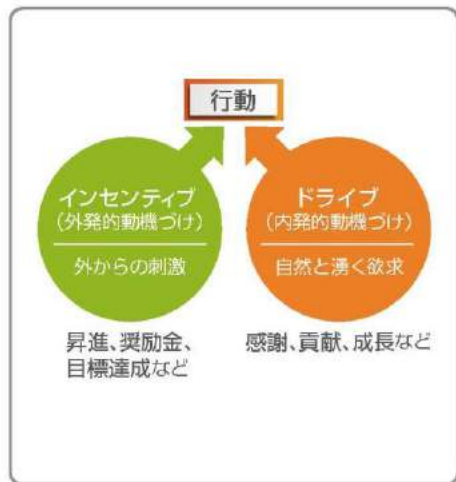 行動
インセンティブ
(外発的動機づけ)
外からの刺激
昇進、奨励金、
目標達成など
ドライブ
(内発的動機づけ)
自然と湧く欲求
感謝、貢献、成長など